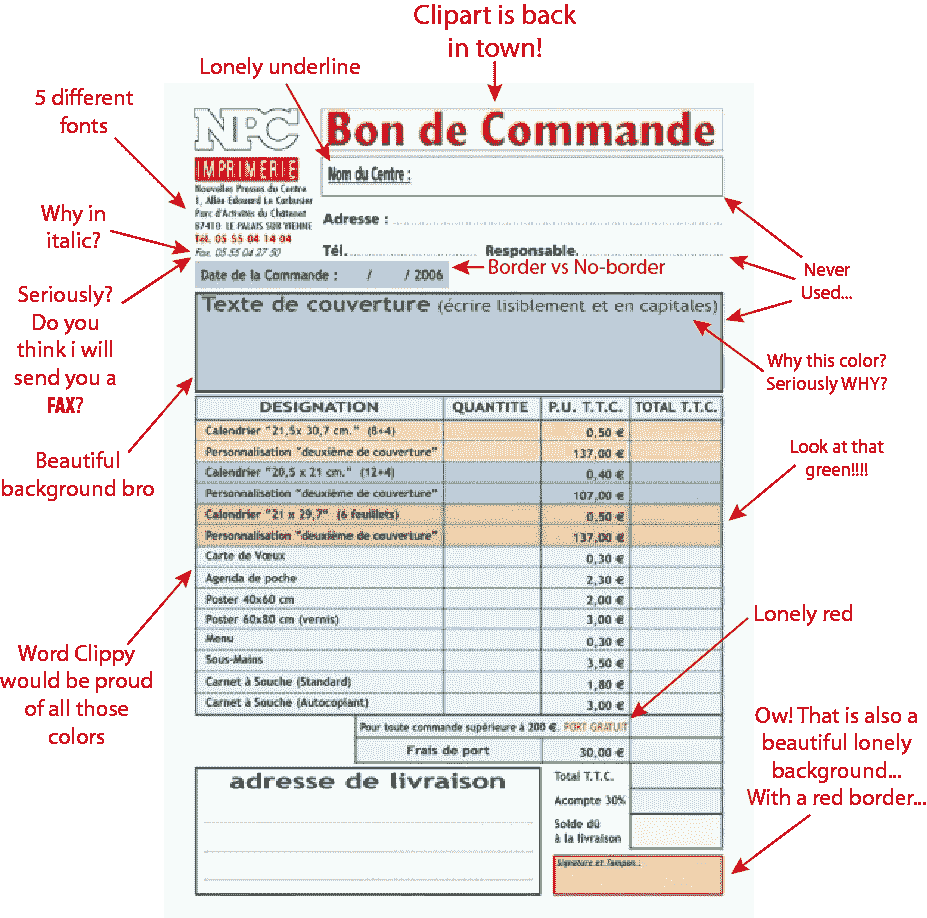 Clipart is back
in town!
Lonely underline
5 different
fonts
Why in
italic?
Seriously?
Do you
think i will
send you a
FAX?
Beautiful
background bro
Word Clippy
would be proud
of all those
colors
NPC
IMPRIMERIE
Nouvelles Presses du Centre
1, Allée Edouard Le Corbusier
Parc d'Activités du Châtenet
87410 LE PALAIS SUR VIENNE
Tél. 05 55 04 14 04
Fax. 05 55 04 27 50
Bon de Commande
Nom du Centre :
Adresse :
Tél. Responsable.
Date de la Commande : / / 2006
Border vs No-border
Never
Used...
Texte de couverture (écrire lisiblement et en capitales)
Why this color?
Seriously WHY?
Look at that
green!!!!
DESIGNATION QUANTITE P.U. T.T.C. TOTAL T.T.C.
Calendrier "21,5x 30,7 cm." (8+4) 0,50 €
Personnalisation "deuxième de couverture" 137,00 €
Calendrier "20,5 x 21 cm." (12+4) 0,40 €
Personnalisation "deuxième de couverture" 107,00 €
Calendrier "21 x 29,7" (6 feuillets) 0,50 €
Personnalisation "deuxième de couverture" 137,00 €
Carte de Vœux 0,30 €
Agenda de poche 2,30 €
Poster 40x60 cm 2,00 €
Poster 60x80 cm (vernis) 3,00 €
Menu 0,30 €
Sous-Mains 3,50 €
Carnet à Souche (Standard) 1,80 €
Carnet à Souche (Autocopiant) 3,00 €
Pour toute commande supérieure à 200 €, PORT GRATUIT
Frais de port 30,00 €
Lonely red
adresse de livraison
Total T.T.C.
Acompte 30%
Solde dû
à la livraison
Signature et Tampon :
Ow! That is also a
beautiful lonely
background...
With a red border...